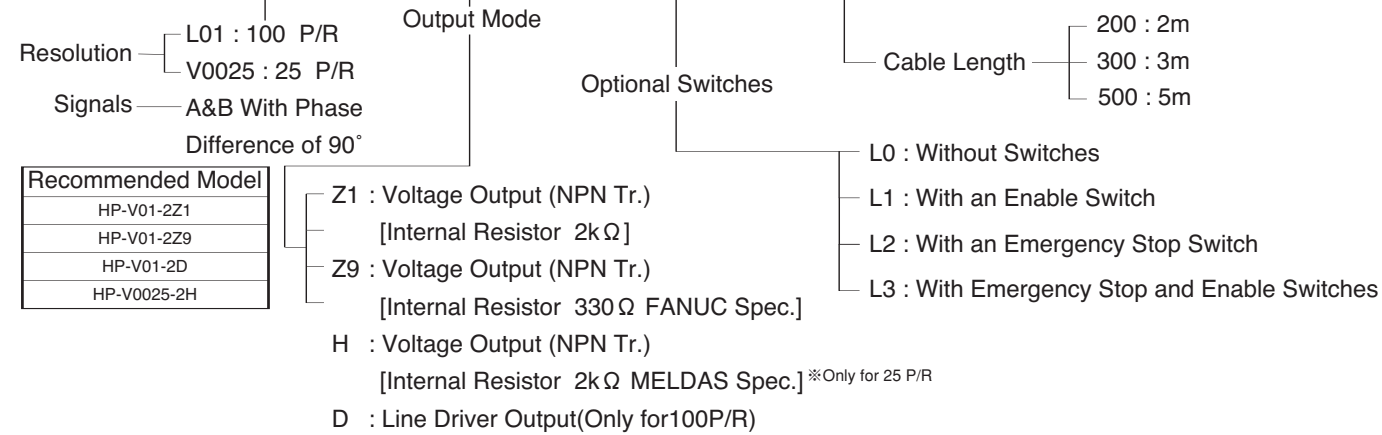 Output Mode
Resolution
L01 : 100 P/R
V0025 : 25 P/R
Signals
A&B With Phase
Difference of 90˚
Optional Switches
Cable Length
200 : 2m
300 : 3m
500 : 5m
Recommended Model
HP-V01-2Z1
HP-V01-2Z9
HP-V01-2D
HP-V0025-2H
Z1 : Voltage Output (NPN Tr.)
[Internal Resistor 2kΩ]
Z9 : Voltage Output (NPN Tr.)
[Internal Resistor 330Ω FANUC Spec.]
H : Voltage Output (NPN Tr.)
[Internal Resistor 2kΩ MELDAS Spec.] ※Only for 25 P/R
D : Line Driver Output(Only for100P/R)
L0 : Without Switches
L1 : With an Enable Switch
L2 : With an Emergency Stop Switch
L3 : With Emergency Stop and Enable Switches